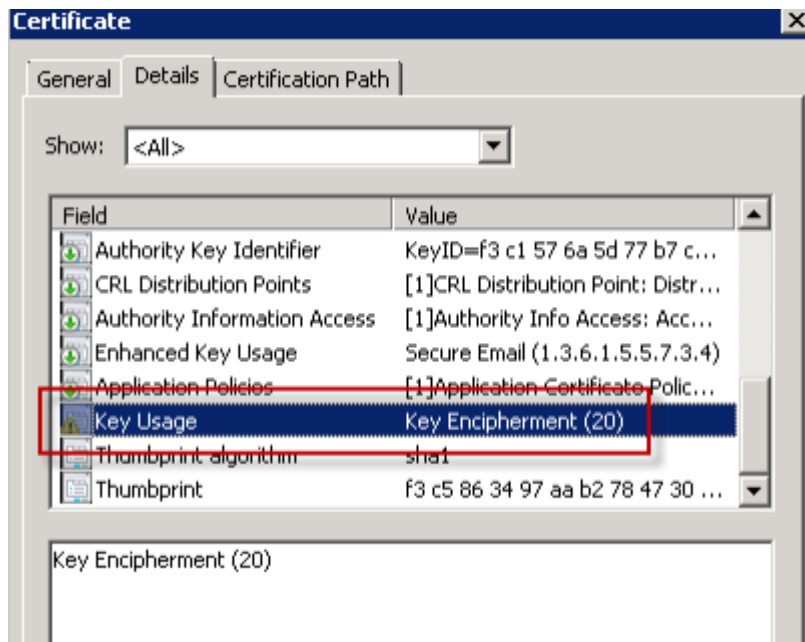 Certificate
General Details Certification Path
Show: <All>
Field Value
Authority Key Identifier KeyID=f3 c1 57 6a 5d 77 b7 c...
CRL Distribution Points [1]CRL Distribution Point: Distr...
Authority Information Access [1]Authority Info Access: Acc...
Enhanced Key Usage Secure Email (1.3.6.1.5.5.7.3.4)
Application Policies [1]Application Certificate Polic...
Key Usage Key Encipherment (20)
Thumbprint algorithm sha1
Thumbprint f3 c5 86 34 97 aa b2 78 47 30 ...
Key Encipherment (20)